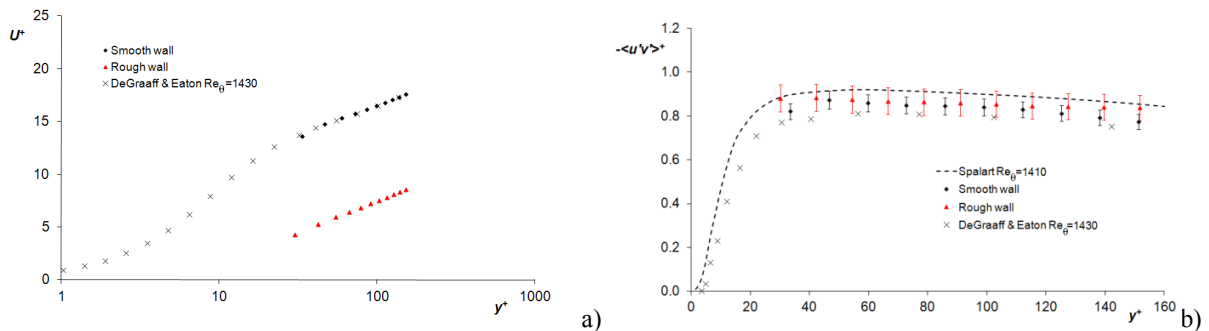 U⁺
25
20
15
10
5
0
1
10
100
1000
y⁺
◆ Smooth wall
▲ Rough wall
× DeGraaff & Eaton Reθ=1430
a)
-<u'v'>⁺
1.2
1.0
0.8
0.6
0.4
0.2
0.0
0
20
40
60
80
100
120
140
160
y⁺
---- Spalart Reθ=1410
◆ Smooth wall
▲ Rough wall
× DeGraaff & Eaton Reθ=1430
b)